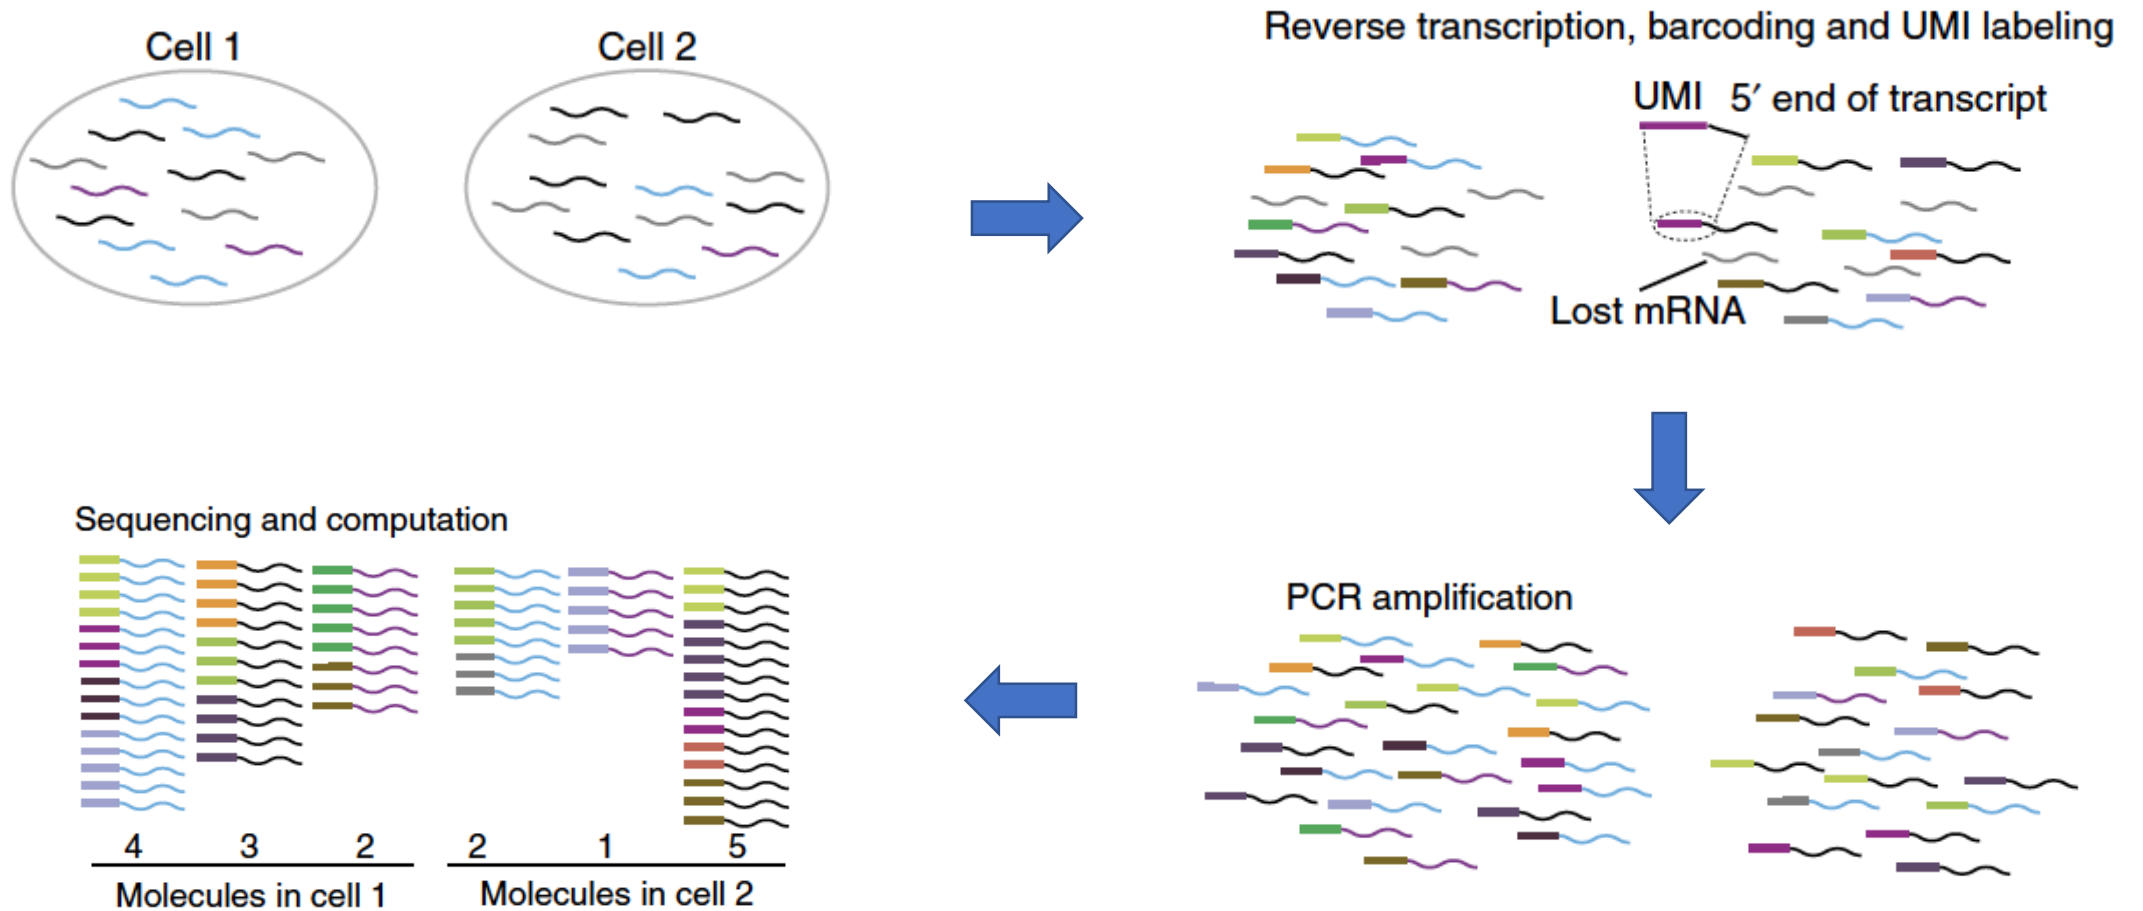 Cell 1
Cell 2
Reverse transcription, barcoding and UMI labeling
UMI
5′ end of transcript
Lost mRNA
PCR amplification
Sequencing and computation
4 3 2
Molecules in cell 1
2 1 5
Molecules in cell 2